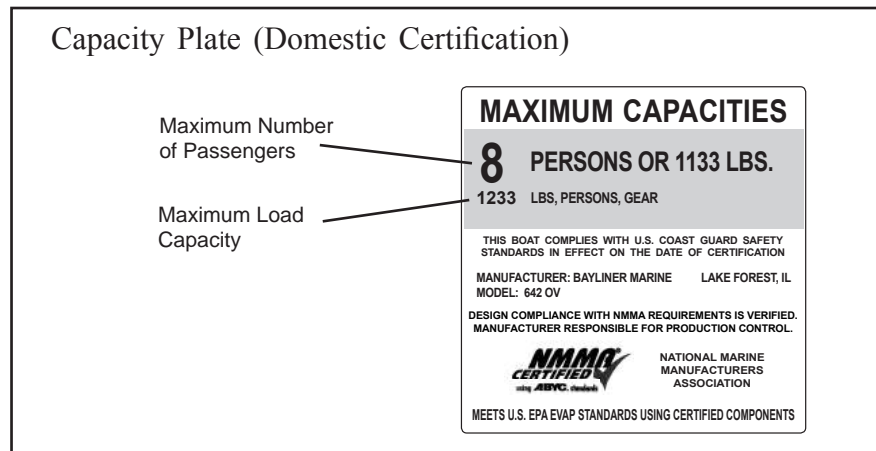 Capacity Plate (Domestic Certification)
Maximum Number
of Passengers
Maximum Load
Capacity
MAXIMUM CAPACITIES
8 PERSONS OR 1133 LBS.
1233 LBS, PERSONS, GEAR
THIS BOAT COMPLIES WITH U.S. COAST GUARD SAFETY
STANDARDS IN EFFECT ON THE DATE OF CERTIFICATION
MANUFACTURER: BAYLINER MARINE LAKE FOREST, IL
MODEL: 642 OV
DESIGN COMPLIANCE WITH NMMA REQUIREMENTS IS VERIFIED.
MANUFACTURER RESPONSIBLE FOR PRODUCTION CONTROL.
NMMA
CERTIFIED
using ABYC. standards
NATIONAL MARINE
MANUFACTURERS
ASSOCIATION
MEETS U.S. EPA EVAP STANDARDS USING CERTIFIED COMPONENTS